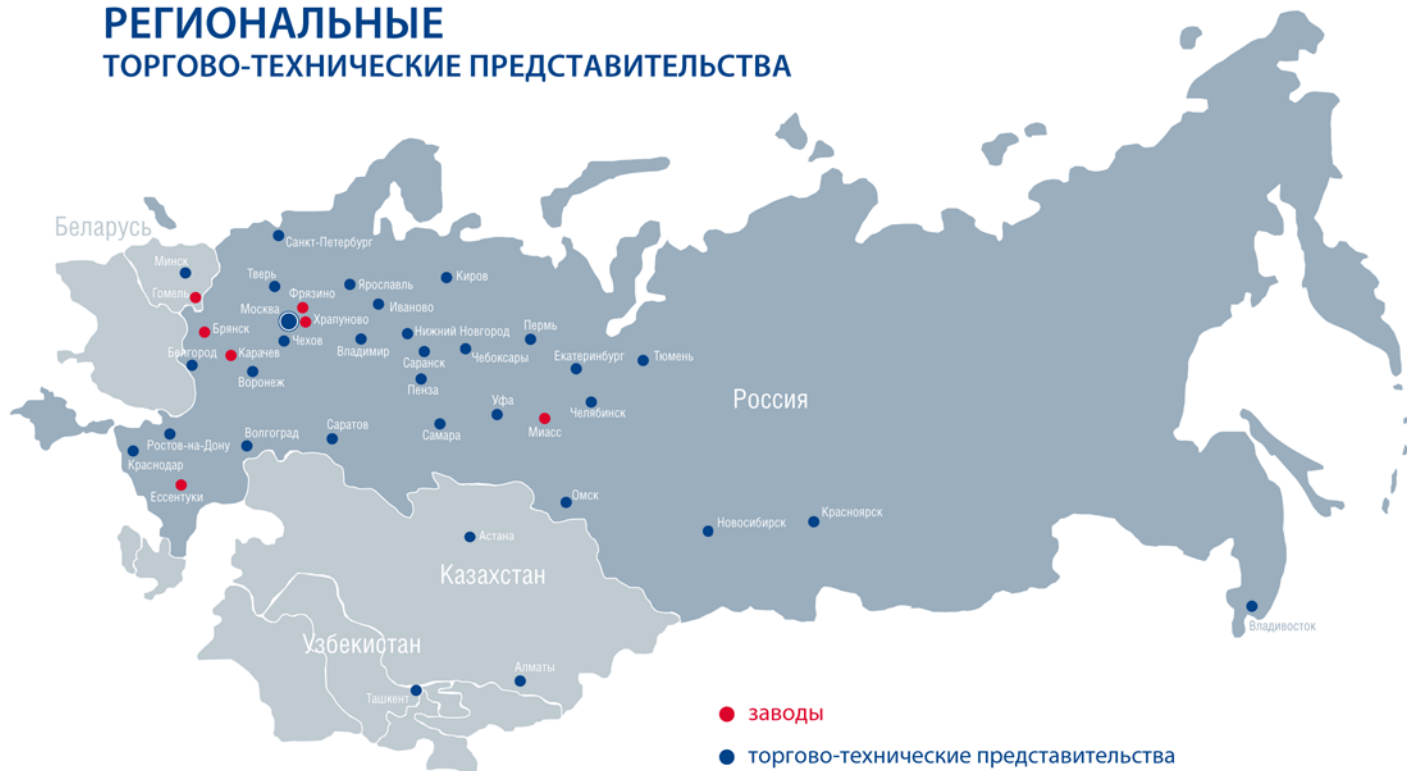 РЕГИОНАЛЬНЫЕ
ТОРГОВО-ТЕХНИЧЕСКИЕ ПРЕДСТАВИТЕЛЬСТВА
Беларусь
Санкт-Петербург
Минск
Тверь
Ярославль
Киров
Гомель
Фрязино
Иваново
Москва
Храпуново
Брянск
Нижний Новгород
Пермь
Чехов
Владимир
Белгород
Карачев
Саранск
Чебоксары
Екатеринбург
Тюмень
Воронеж
Пенза
Уфа
Челябинск
Россия
Миасс
Саратов
Самара
Волгоград
Ростов-на-Дону
Краснодар
Ессентуки
Омск
Новосибирск
Красноярск
Астана
Казахстан
Владивосток
Узбекистан
Алматы
Ташкент
заводы
торгово-технические представительства